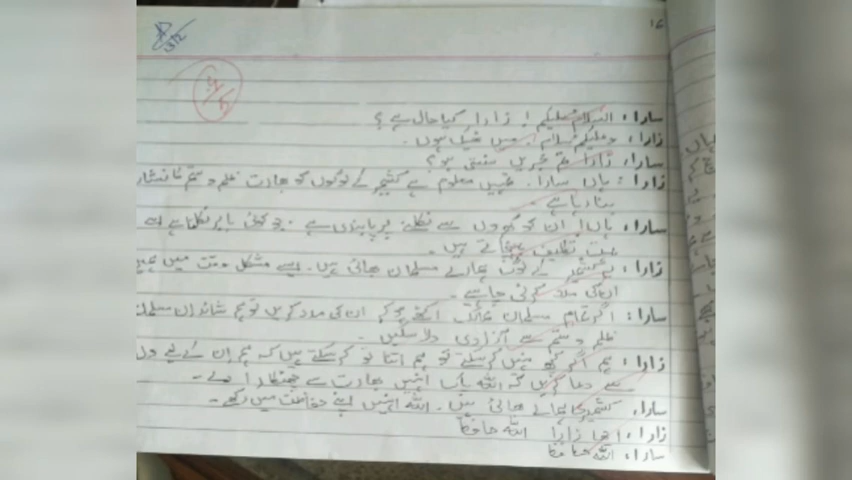 16
سارا: السلام علیکم! زارا کیا حال ہے؟
زارا: وعلیکم سلام! میں ٹھیک ہوں۔
سارا: زارا تم خبریں سنتی ہو؟
زارا: ہاں سارا۔ تمہیں معلوم ہے کشمیر کے لوگوں کو بھارت ظلم و ستم کا نشانہ
بنا رہا ہے۔
سارا: ہاں! ان کو گھروں سے نکلنے پر پابندی ہے۔ جو کوئی باہر نکلتا ہے اسے
بہت تکلیف پہنچاتے ہیں۔
زارا: کشمیر کے لوگ ہمارے مسلمان بھائی ہیں۔ ایسے مشکل وقت میں ہمیں
ان کی مدد کرنی چاہیے۔
سارا: اگر تمام مسلمان ممالک اکٹھے ہو کر ان کی مدد کریں تو ہم شائد ان مسلمان
ظلم و ستم سے آزادی دلا سکیں۔
زارا: ہم اگر کچھ نہیں کر سکتے تو ہم اتنا تو کر سکتے ہیں کہ ہم ان کے لیے دل
سے دعا کریں کہ اللہ پاک انہیں بھارت سے چھٹکارا دے۔
سارا: کشمیری ہمارے بھائی ہیں۔ اللہ انہیں اپنے حفاظت میں رکھے۔
زارا: اچھا زارا اللہ حافظ
سارا: اللہ حافظ